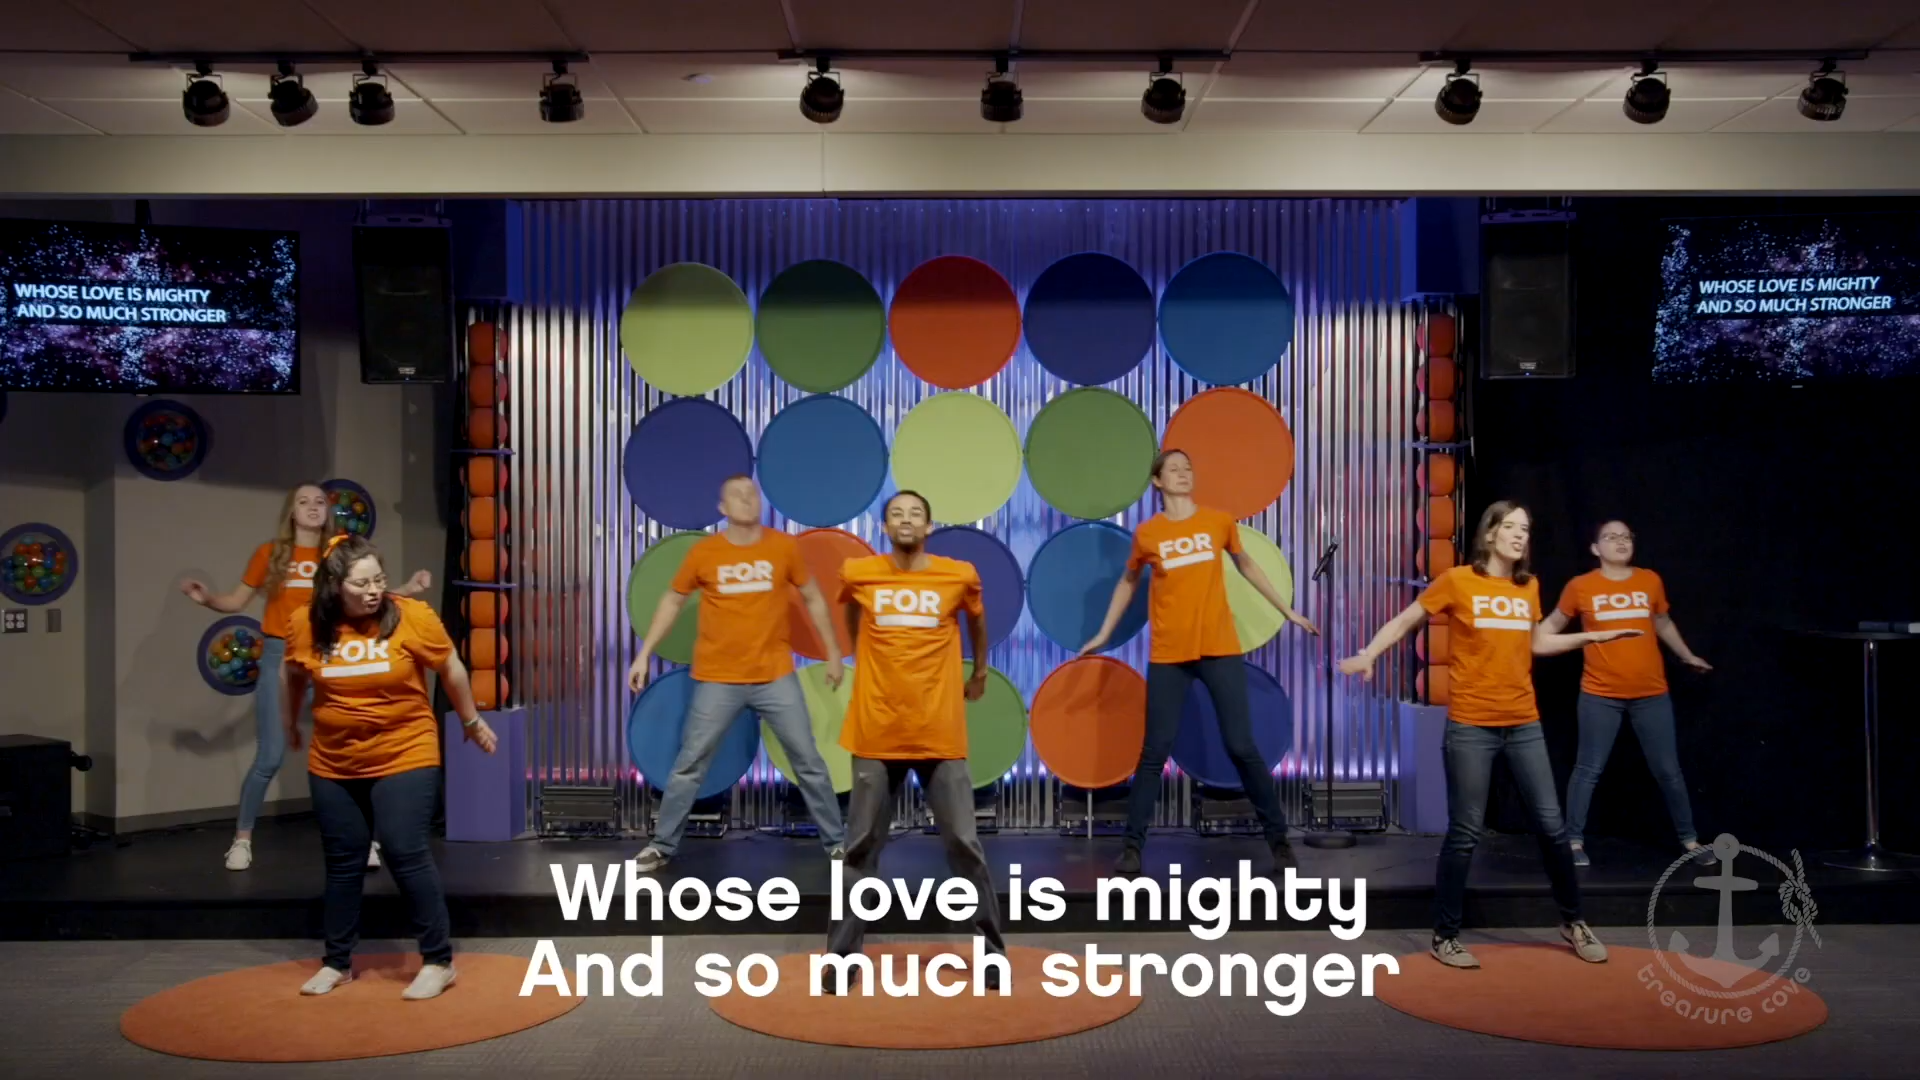 WHOSE LOVE IS MIGHTY
AND SO MUCH STRONGER
WHOSE LOVE IS MIGHTY
AND SO MUCH STRONGER
FOR
FOR
FOR
FOR
FOR
FOR
FOR
Whose love is mighty
And so much stronger
treasure cove